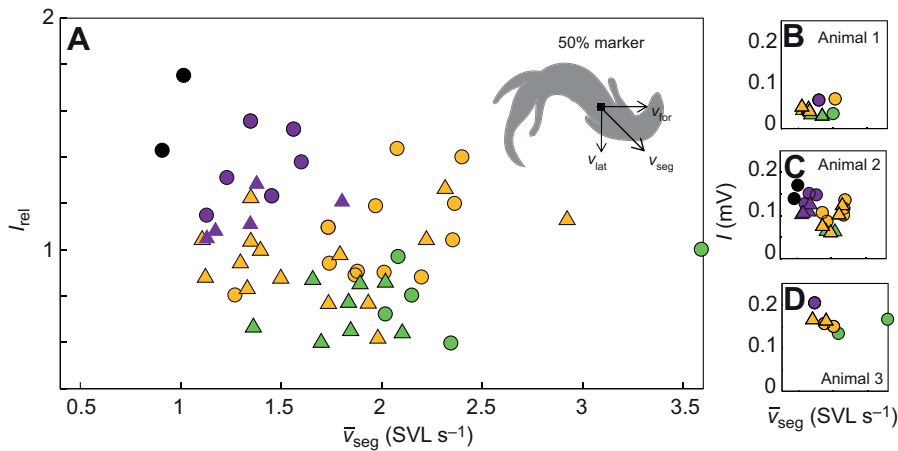 2
A
50% marker
v_for
v_lat
v_seg
I_rel
1
0.5
1
1.5
2
2.5
3
3.5
v̅_seg (SVL s⁻¹)
B
Animal 1
0.2
0.1
0
C
Animal 2
0.2
0.1
0
I (mV)
D
Animal 3
0.2
0.1
0
v̅_seg (SVL s⁻¹)